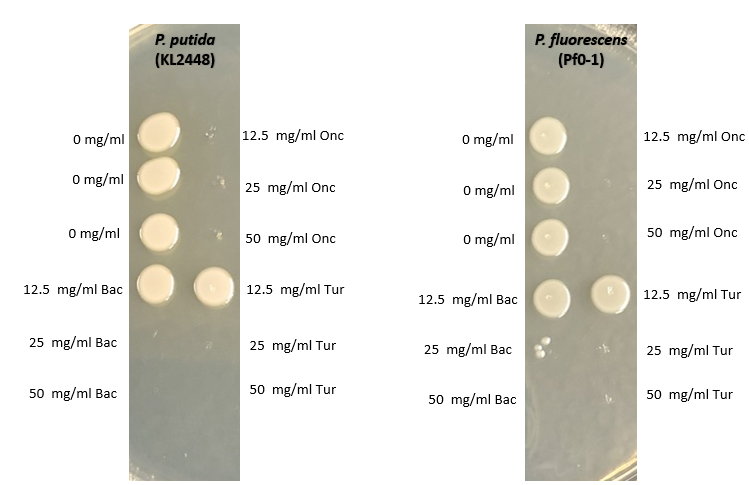 P. putida
(KL2448)
0 mg/ml
12.5 mg/ml Onc
0 mg/ml
25 mg/ml Onc
0 mg/ml
50 mg/ml Onc
12.5 mg/ml Bac
12.5 mg/ml Tur
25 mg/ml Bac
25 mg/ml Tur
50 mg/ml Bac
50 mg/ml Tur
P. fluorescens
(Pf0-1)
0 mg/ml
12.5 mg/ml Onc
0 mg/ml
25 mg/ml Onc
0 mg/ml
50 mg/ml Onc
12.5 mg/ml Bac
12.5 mg/ml Tur
25 mg/ml Bac
25 mg/ml Tur
50 mg/ml Bac
50 mg/ml Tur